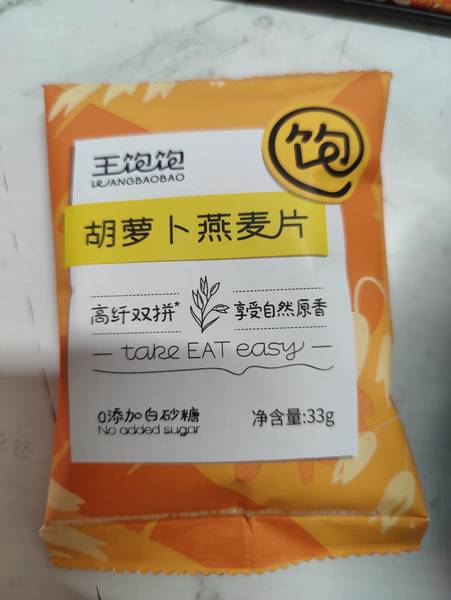 王饱饱
WANGBAOBAO
饱
胡萝卜燕麦片
高纤双拼*
享受自然原香
take EAT easy
0添加白砂糖
No added sugar
净含量:33g